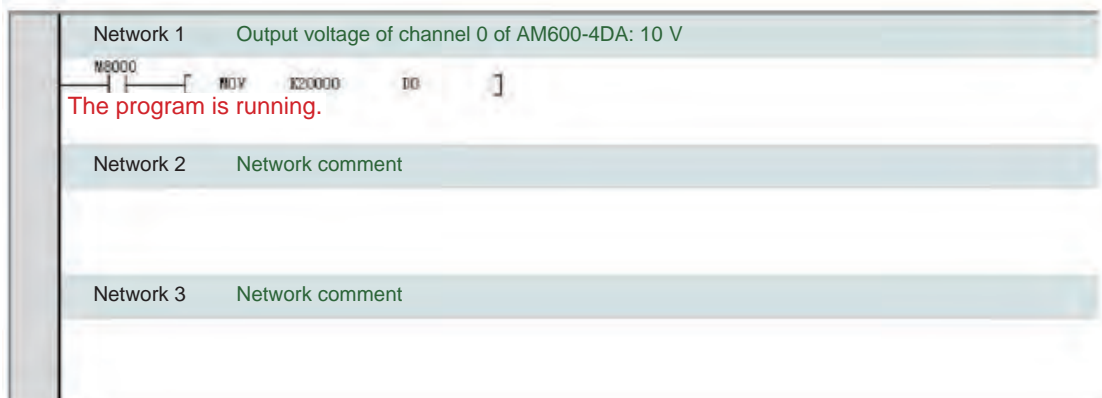 Network 1 Output voltage of channel 0 of AM600-4DA: 10 V
M8000
[ MOV K20000 D0 ]
The program is running.
Network 2 Network comment
Network 3 Network comment